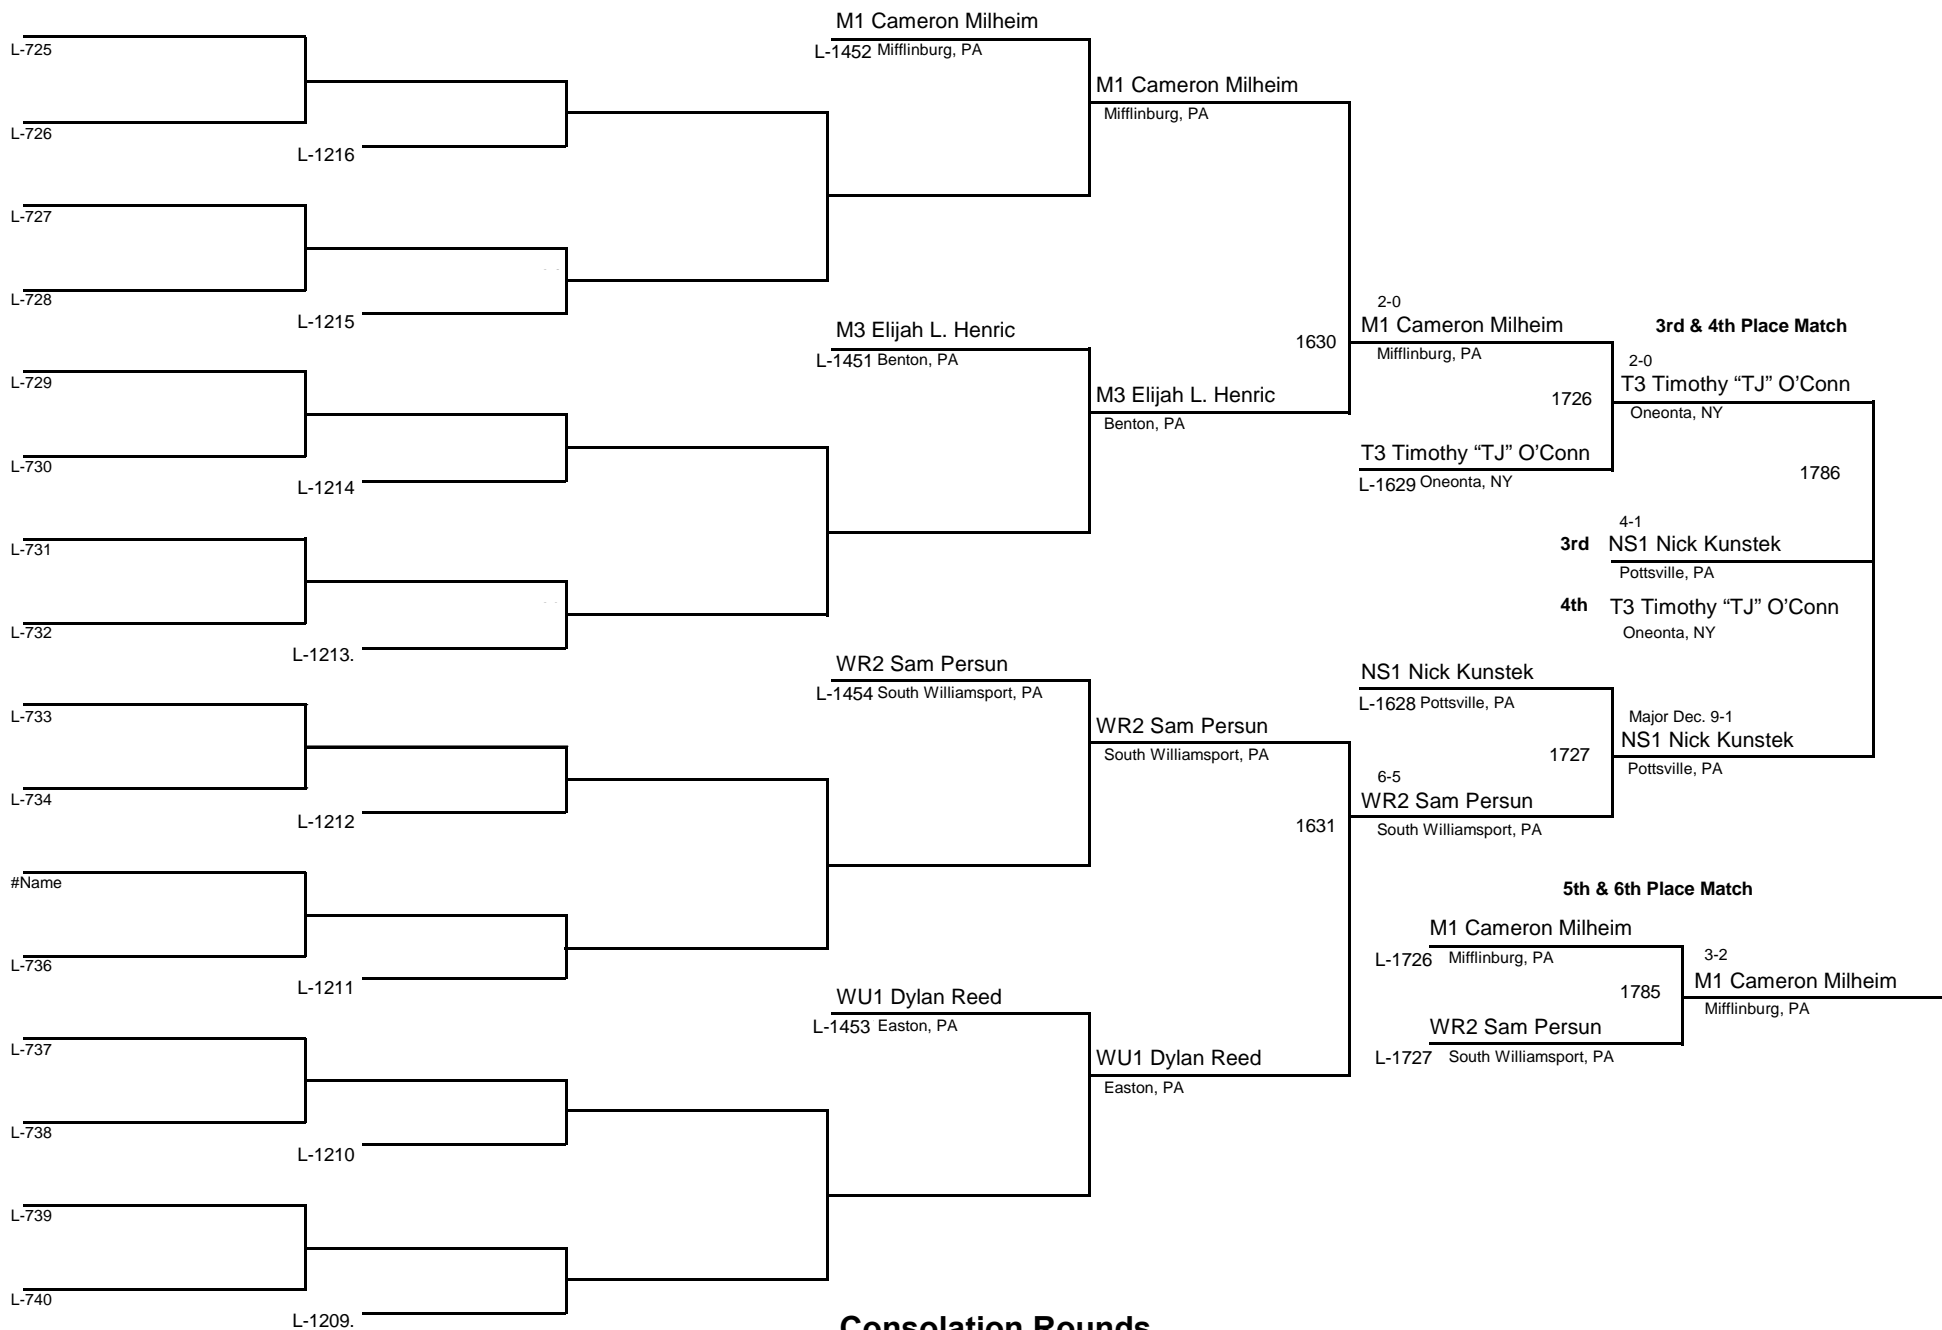 L-725
L-726
L-1216
L-727
L-728
L-1215
L-729
L-730
L-1214
L-731
L-732
L-1213.
L-733
L-734
L-1212
#Name
L-736
L-1211
L-737
L-738
L-1210
L-739
L-740
L-1209.
M1 Cameron Milheim
L-1452 Mifflinburg, PA
M3 Elijah L. Henric
L-1451 Benton, PA
WR2 Sam Persun
L-1454 South Williamsport, PA
WU1 Dylan Reed
L-1453 Easton, PA
M1 Cameron Milheim
Mifflinburg, PA
1630
M3 Elijah L. Henric
Benton, PA
WR2 Sam Persun
South Williamsport, PA
1631
WU1 Dylan Reed
Easton, PA
2-0
M1 Cameron Milheim
Mifflinburg, PA
1726
T3 Timothy “TJ” O’Conn
L-1629 Oneonta, NY
NS1 Nick Kunstek
L-1628 Pottsville, PA
1727
6-5
WR2 Sam Persun
South Williamsport, PA
3rd & 4th Place Match
2-0
T3 Timothy “TJ” O’Conn
Oneonta, NY
1786
4-1
3rd NS1 Nick Kunstek
Pottsville, PA
4th T3 Timothy “TJ” O’Conn
Oneonta, NY
Major Dec. 9-1
NS1 Nick Kunstek
Pottsville, PA
5th & 6th Place Match
M1 Cameron Milheim
L-1726 Mifflinburg, PA
1785
WR2 Sam Persun
L-1727 South Williamsport, PA
3-2
M1 Cameron Milheim
Mifflinburg, PA
Consolation Rounds